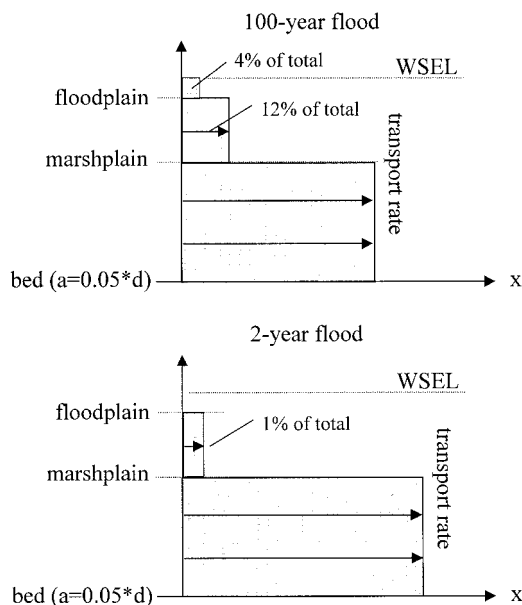 100-year flood
4% of total
WSEL
floodplain
12% of total
marshplain
transport rate
bed (a=0.05*d)
x
2-year flood
WSEL
floodplain
1% of total
marshplain
transport rate
bed (a=0.05*d)
x